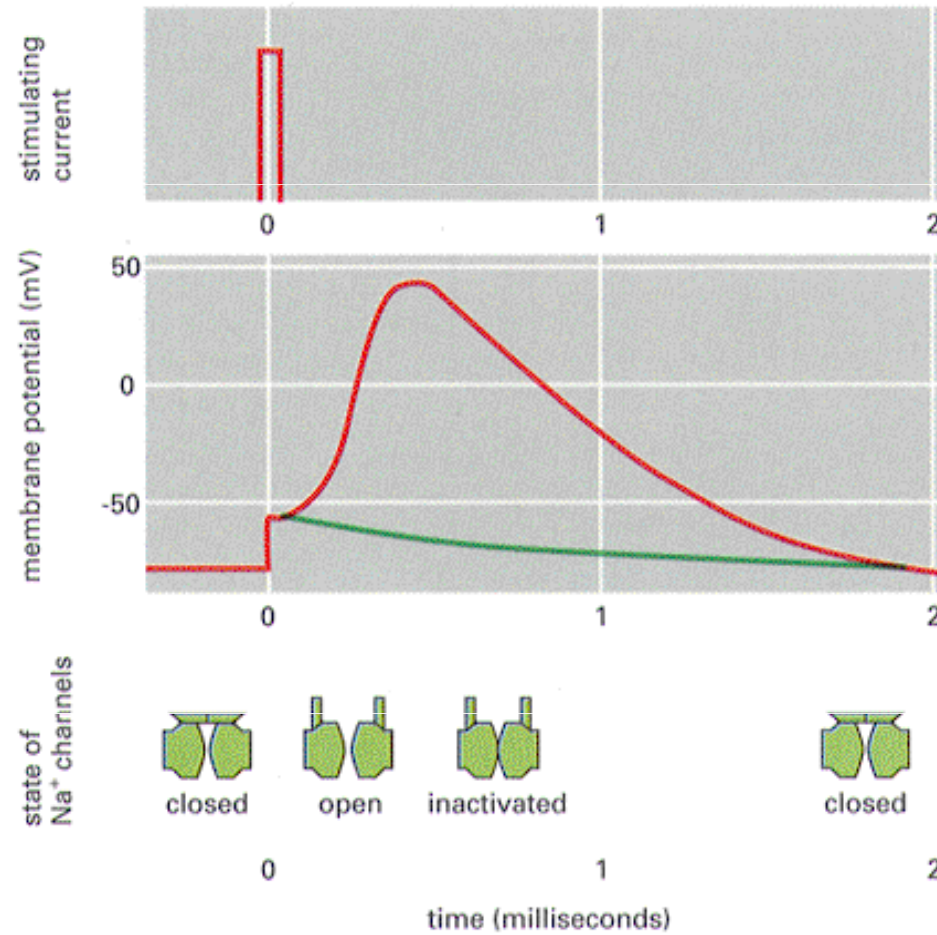 stimulating
current
0
1
2
membrane potential (mV)
50
0
-50
0
1
2
state of
Na⁺ channels
closed
open
inactivated
closed
0
1
2
time (milliseconds)